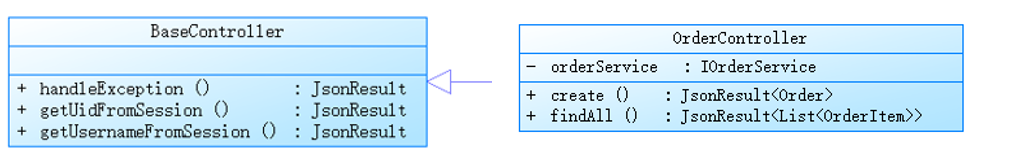 BaseController
+ handleException () : JsonResult
+ getUidFromSession () : JsonResult
+ getUsernameFromSession () : JsonResult
OrderController
- orderService : IOrderService
+ create () : JsonResult<Order>
+ findAll () : JsonResult<List<OrderItem>>